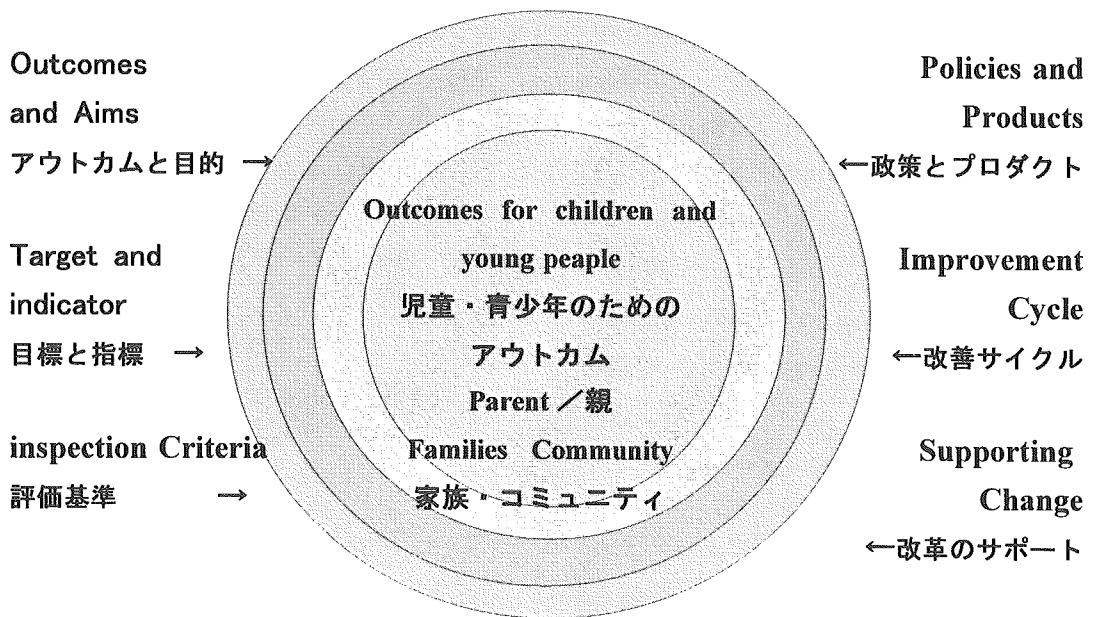 Outcomes
and Aims
アウトカムと目的 →
Target and
indicator
目標と指標 →
inspection Criteria
評価基準 →
Outcomes for children and
young peaple
児童・青少年のための
アウトカム
Parent ／親
Families Community
家族・コミュニティ
Policies and
Products
←政策とプロダクト
Improvement
Cycle
←改善サイクル
Supporting
Change
←改革のサポート